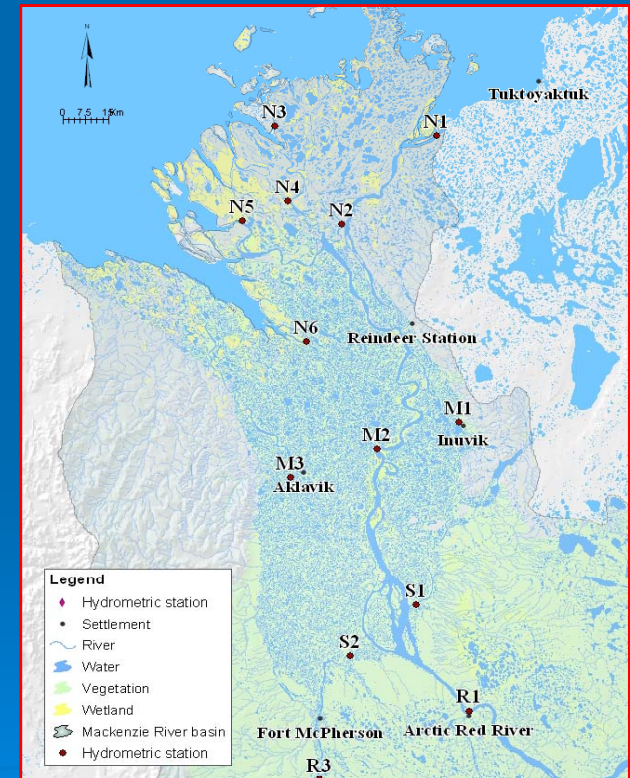 N
0 7.5 15Km
Tuktoyaktuk
N3
N1
N4
N5
N2
N6
Reindeer Station
M1
Inuvik
M2
M3
Aklavik
S1
S2
R1
Fort McPherson
Arctic Red River
R3
Legend
Hydrometric station
Settlement
River
Water
Vegetation
Wetland
Mackenzie River basin
Hydrometric station